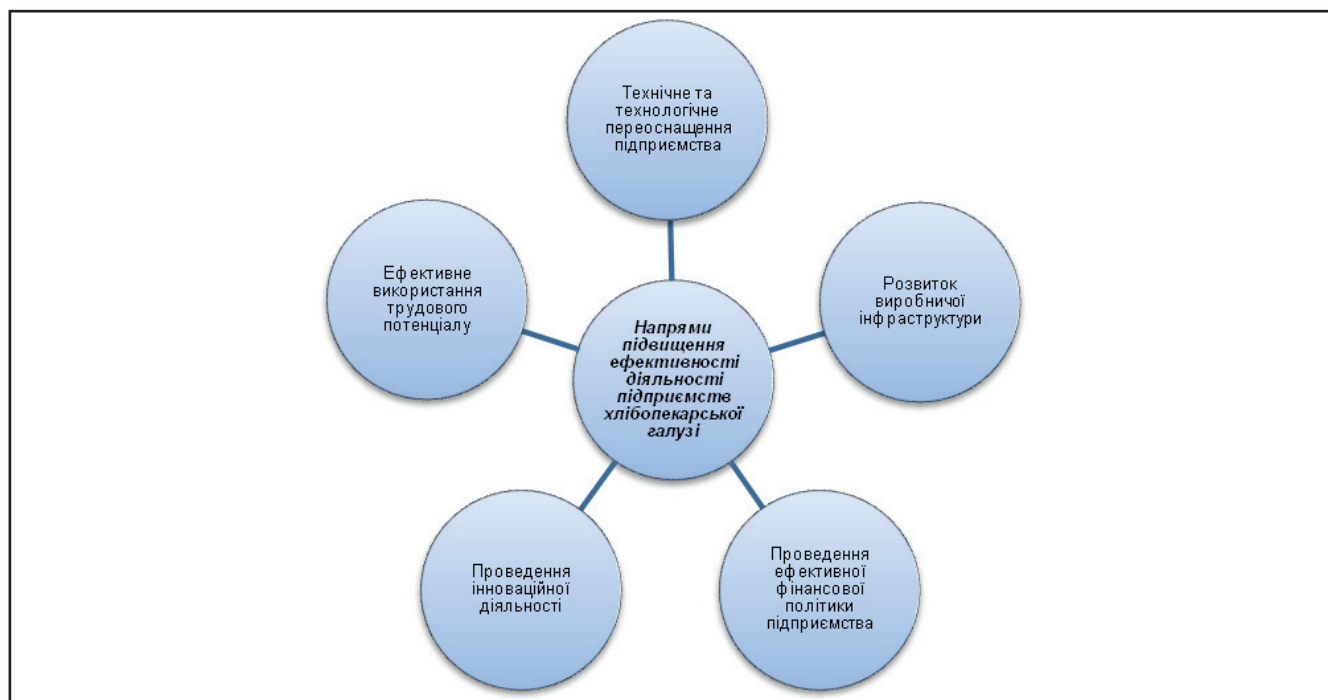 Технічне та
технологічне
переоснащення
підприємства
Ефективне
використання
трудового
потенціалу
Розвиток
виробничої
інфраструктури
Напрями
підвищення
ефективності
діяльності
підприємств
хлібопекарської
галузі
Проведення
інноваційної
діяльності
Проведення
ефективної
фінансової
політики
підприємства